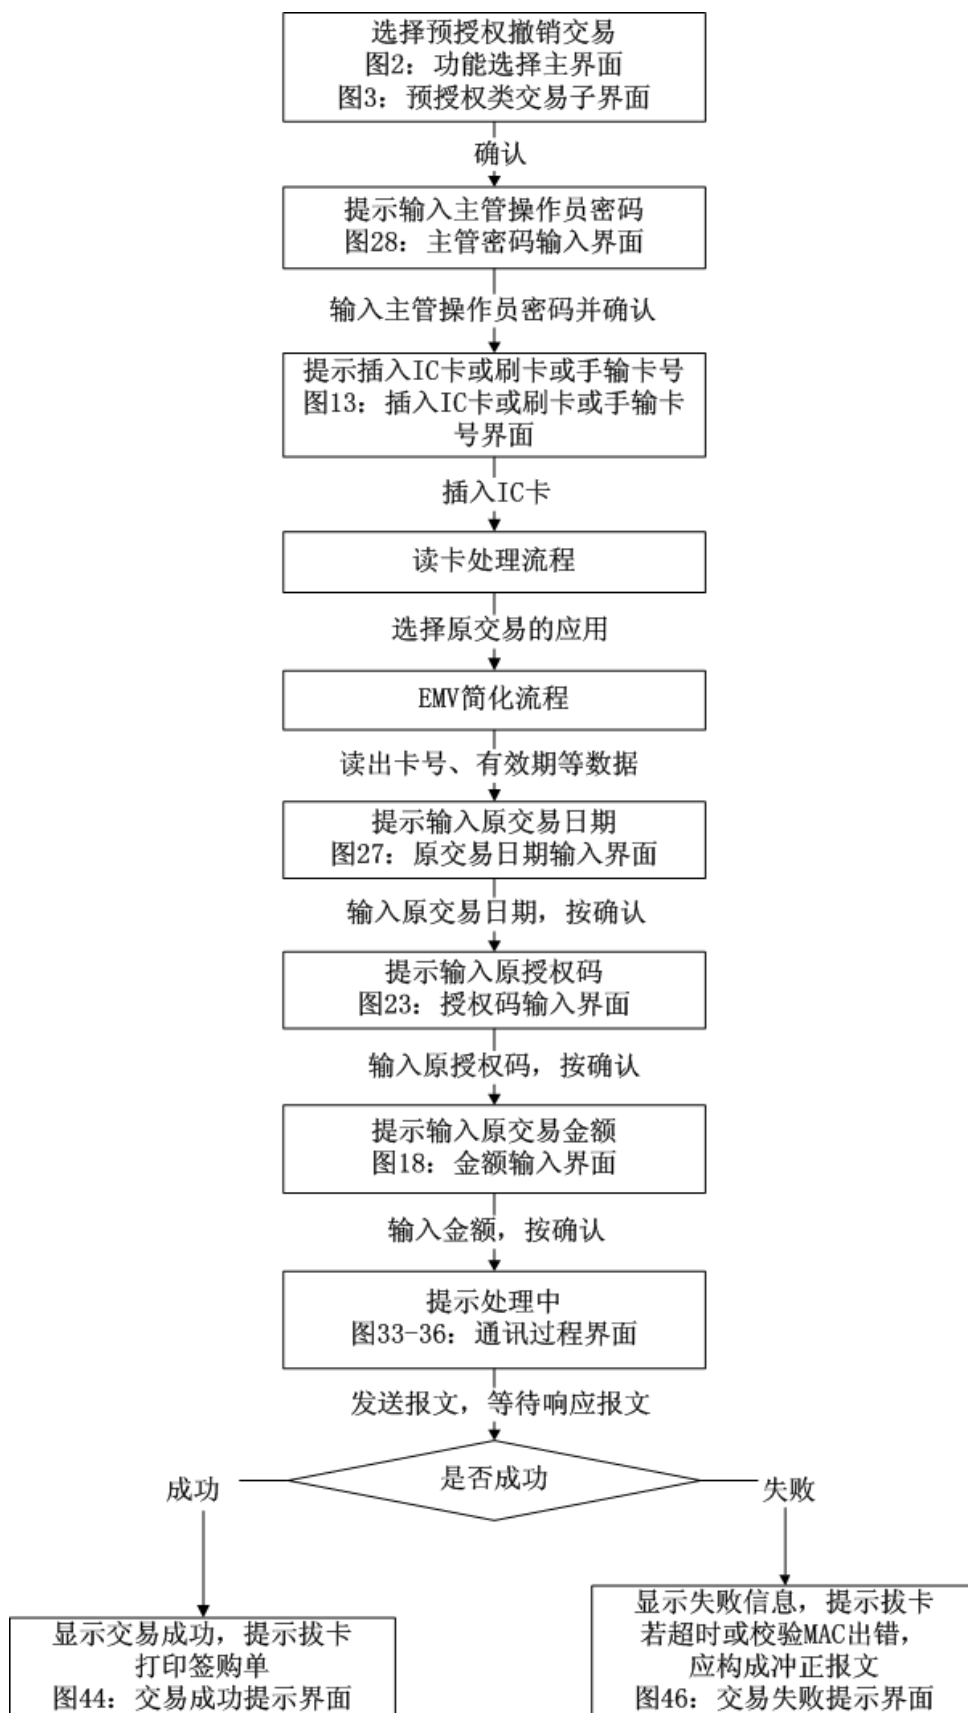 选择预授权撤销交易
图2：功能选择主界面
图3：预授权类交易子界面
确认
提示输入主管操作员密码
图28：主管密码输入界面
输入主管操作员密码并确认
提示插入IC卡或刷卡或手输卡号
图13：插入IC卡或刷卡或手输卡
号界面
插入IC卡
读卡处理流程
选择原交易的应用
EMV简化流程
读出卡号、有效期等数据
提示输入原交易日期
图27：原交易日期输入界面
输入原交易日期，按确认
提示输入原授权码
图23：授权码输入界面
输入原授权码，按确认
提示输入原交易金额
图18：金额输入界面
输入金额，按确认
提示处理中
图33-36：通讯过程界面
发送报文，等待响应报文
是否成功
成功
失败
显示交易成功，提示拔卡
打印签购单
图44：交易成功提示界面
显示失败信息，提示拔卡
若超时或校验MAC出错，
应构成冲正报文
图46：交易失败提示界面